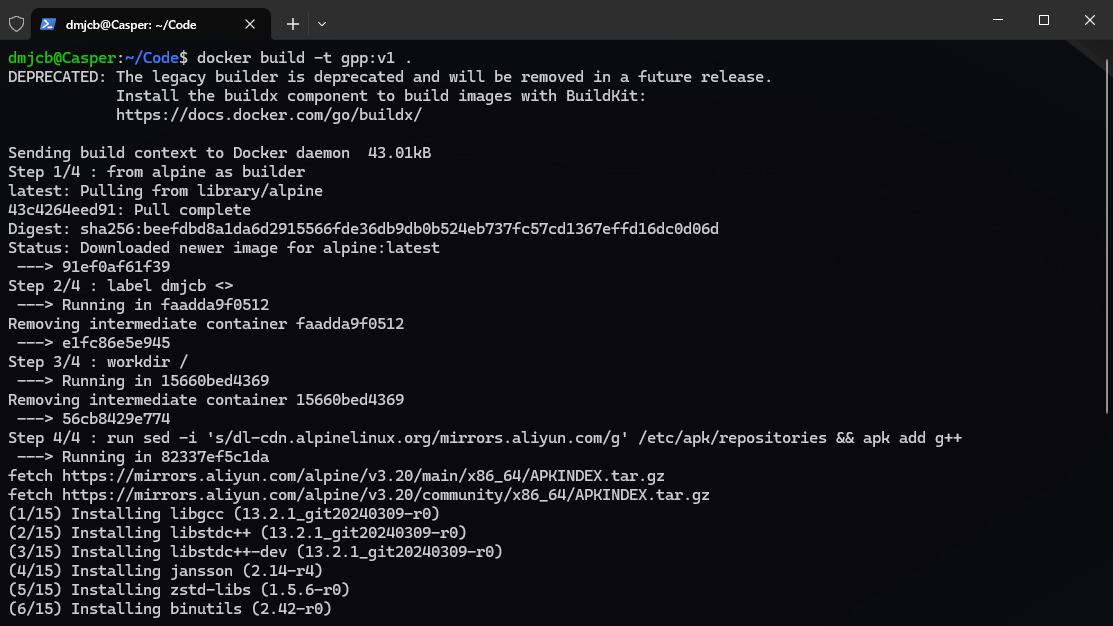 dmjcb@Casper: ~/Code
dmjcb@Casper:~/Code$ docker build -t gpp:v1 .
DEPRECATED: The legacy builder is deprecated and will be removed in a future release.
Install the buildx component to build images with BuildKit:
https://docs.docker.com/go/buildx/
Sending build context to Docker daemon  43.01kB
Step 1/4 : from alpine as builder
latest: Pulling from library/alpine
43c4264eed91: Pull complete
Digest: sha256:beefdbd8a1da6d2915566fde36db9db0b524eb737fc57cd1367effd16dc0d06d
Status: Downloaded newer image for alpine:latest
---> 91ef0af61f39
Step 2/4 : label dmjcb <>
---> Running in faadda9f0512
Removing intermediate container faadda9f0512
---> e1fc86e5e945
Step 3/4 : workdir /
---> Running in 15660bed4369
Removing intermediate container 15660bed4369
---> 56cb8429e774
Step 4/4 : run sed -i 's/dl-cdn.alpinelinux.org/mirrors.aliyun.com/g' /etc/apk/repositories && apk add g++
---> Running in 82337ef5c1da
fetch https://mirrors.aliyun.com/alpine/v3.20/main/x86_64/APKINDEX.tar.gz
fetch https://mirrors.aliyun.com/alpine/v3.20/community/x86_64/APKINDEX.tar.gz
(1/15) Installing libgcc (13.2.1_git20240309-r0)
(2/15) Installing libstdc++ (13.2.1_git20240309-r0)
(3/15) Installing libstdc++-dev (13.2.1_git20240309-r0)
(4/15) Installing jansson (2.14-r4)
(5/15) Installing zstd-libs (1.5.6-r0)
(6/15) Installing binutils (2.42-r0)